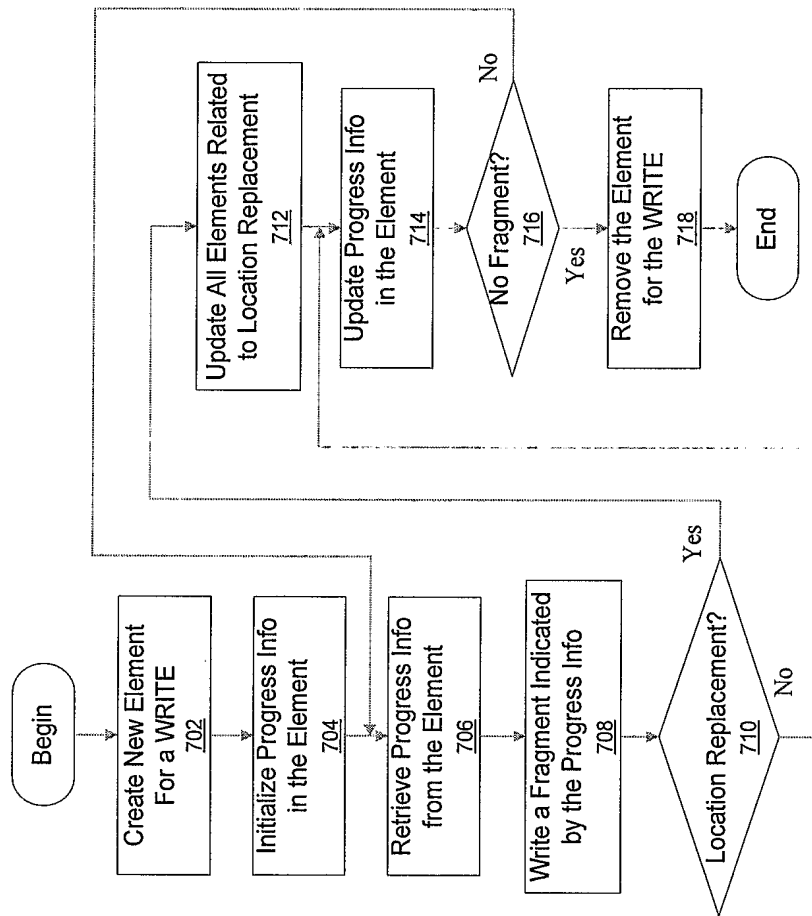 Begin
Create New Element
For a WRITE
702
Initialize Progress Info
in the Element
704
Retrieve Progress Info
from the Element
706
Write a Fragment Indicated
by the Progress Info
708
Location Replacement?
710
Yes
No
Update All Elements Related
to Location Replacement
712
Update Progress Info
in the Element
714
No Fragment?
716
No
Yes
Remove the Element
for the WRITE
718
End